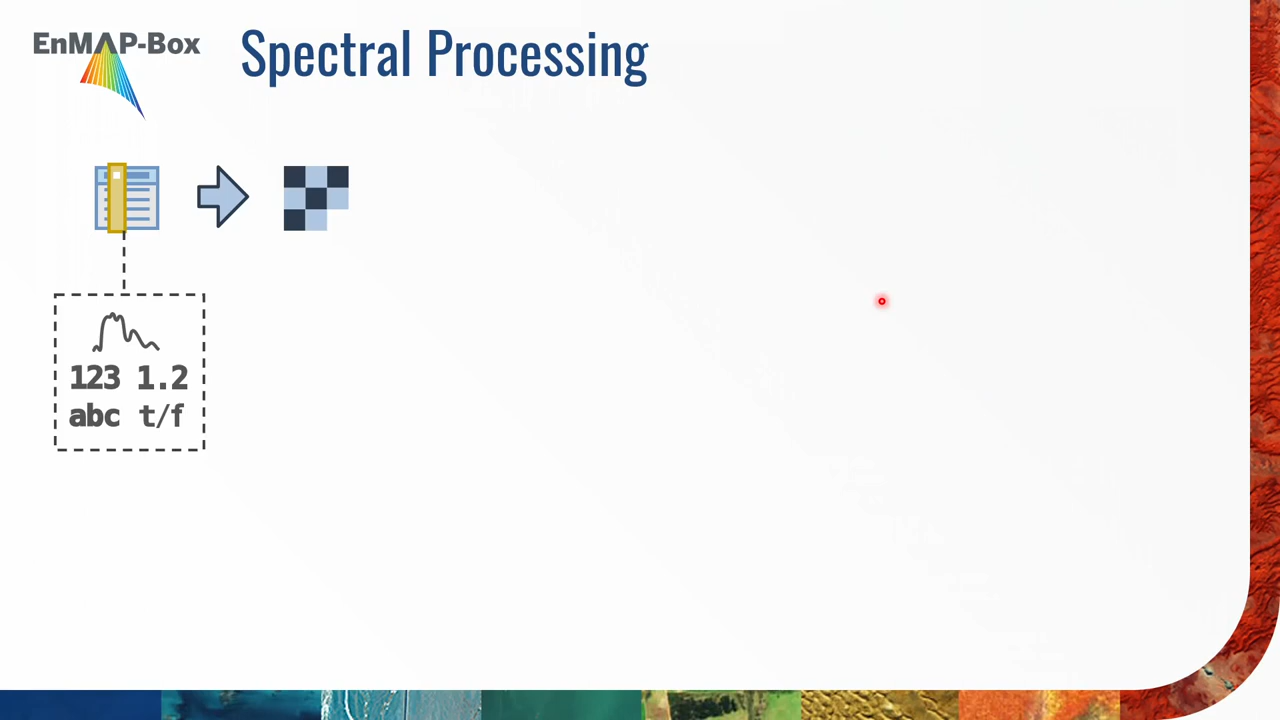 EnMAP-Box
Spectral Processing
123 1.2
abc t/f